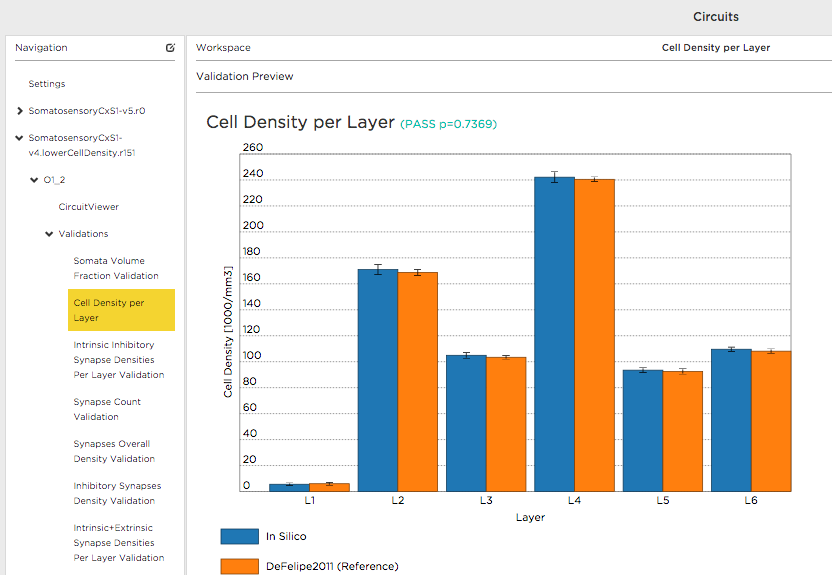 Circuits
Navigation
Settings
SomatosensoryCxS1-v5.r0
SomatosensoryCxS1-
v4.lowerCellDensity.r151
O1_2
CircuitViewer
Validations
Somata Volume
Fraction Validation
Cell Density per
Layer
Intrinsic Inhibitory
Synapse Densities
Per Layer Validation
Synapse Count
Validation
Synapses Overall
Density Validation
Inhibitory Synapses
Density Validation
Intrinsic+Extrinsic
Synapse Densities
Per Layer Validation
Workspace
Cell Density per Layer
Validation Preview
Cell Density per Layer (PASS p=0.7369)
260
240
220
200
180
160
140
120
100
80
60
40
20
0
Cell Density [1000/mm3]
L1 L2 L3 L4 L5 L6
Layer
In Silico
DeFelipe2011 (Reference)